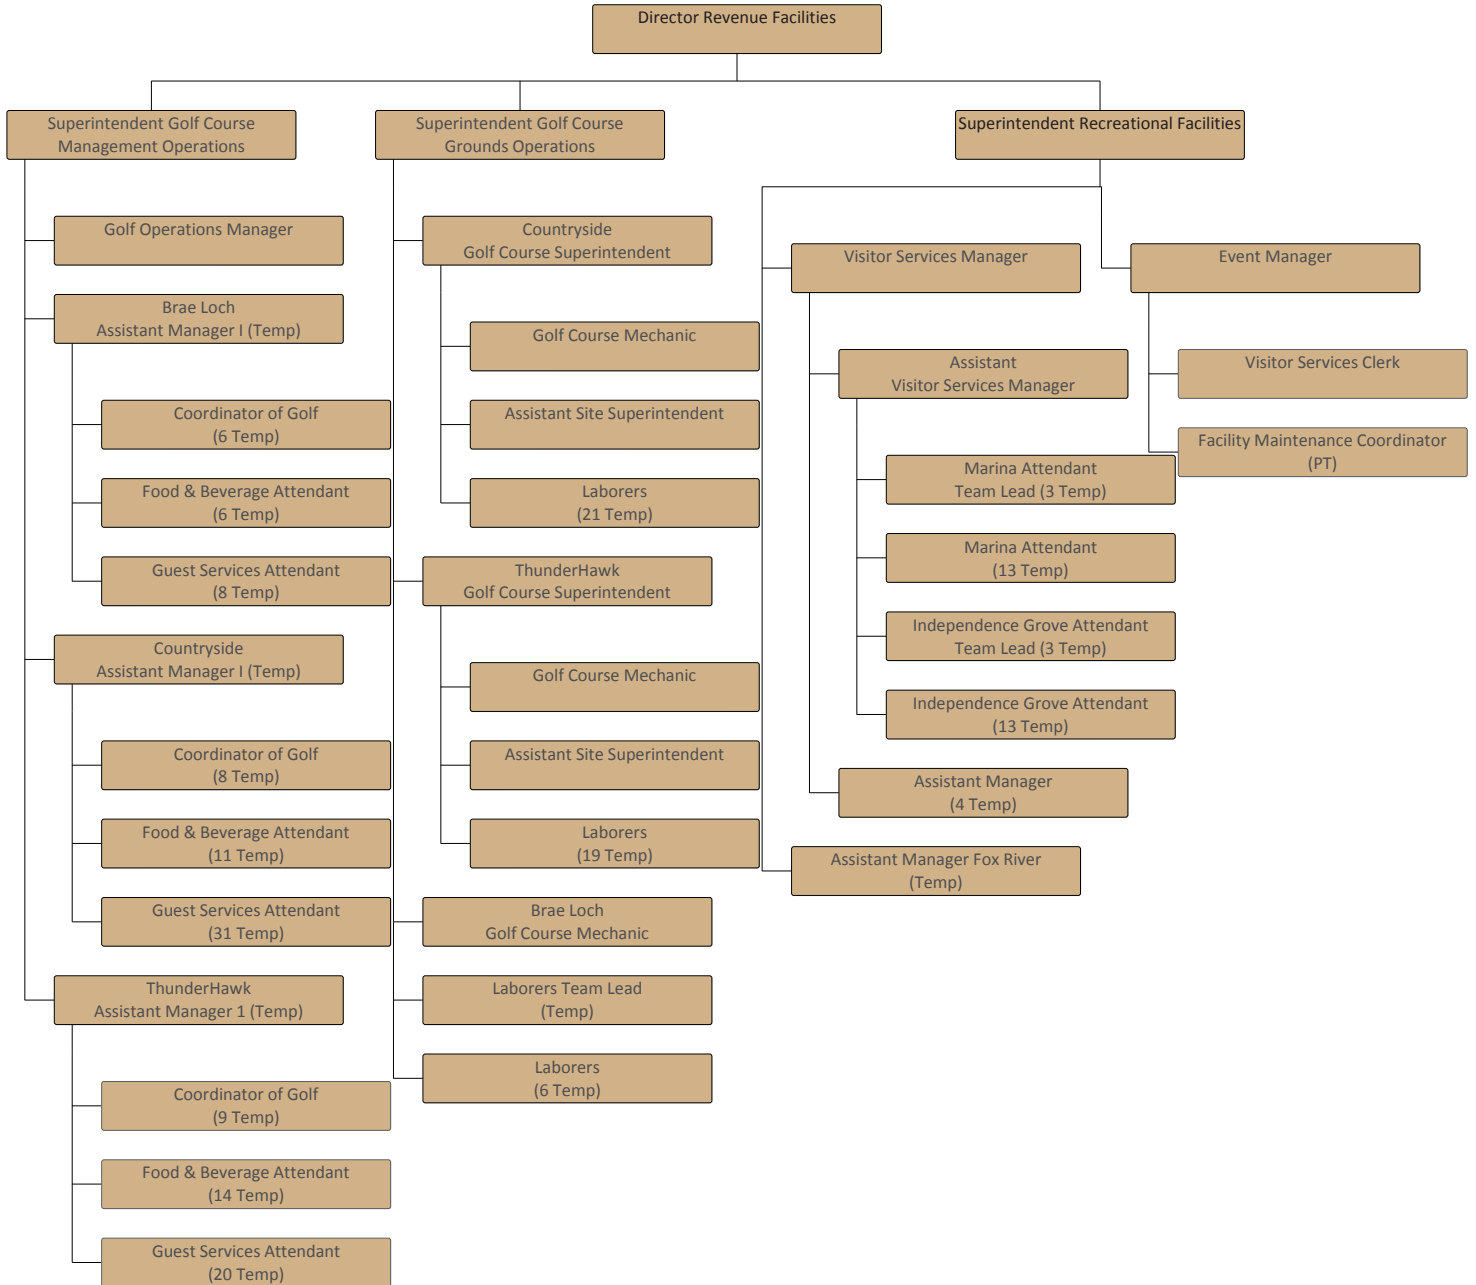 Director Revenue Facilities
Superintendent Golf Course
Management Operations
Golf Operations Manager
Brae Loch
Assistant Manager I (Temp)
Coordinator of Golf
(6 Temp)
Food & Beverage Attendant
(6 Temp)
Guest Services Attendant
(8 Temp)
Countryside
Assistant Manager I (Temp)
Coordinator of Golf
(8 Temp)
Food & Beverage Attendant
(11 Temp)
Guest Services Attendant
(31 Temp)
ThunderHawk
Assistant Manager 1 (Temp)
Coordinator of Golf
(9 Temp)
Food & Beverage Attendant
(14 Temp)
Guest Services Attendant
(20 Temp)
Superintendent Golf Course
Grounds Operations
Countryside
Golf Course Superintendent
Golf Course Mechanic
Assistant Site Superintendent
Laborers
(21 Temp)
ThunderHawk
Golf Course Superintendent
Golf Course Mechanic
Assistant Site Superintendent
Laborers
(19 Temp)
Brae Loch
Golf Course Mechanic
Laborers Team Lead
(Temp)
Laborers
(6 Temp)
Superintendent Recreational Facilities
Visitor Services Manager
Assistant
Visitor Services Manager
Marina Attendant
Team Lead (3 Temp)
Marina Attendant
(13 Temp)
Independence Grove Attendant
Team Lead (3 Temp)
Independence Grove Attendant
(13 Temp)
Assistant Manager
(4 Temp)
Assistant Manager Fox River
(Temp)
Event Manager
Visitor Services Clerk
Facility Maintenance Coordinator
(PT)